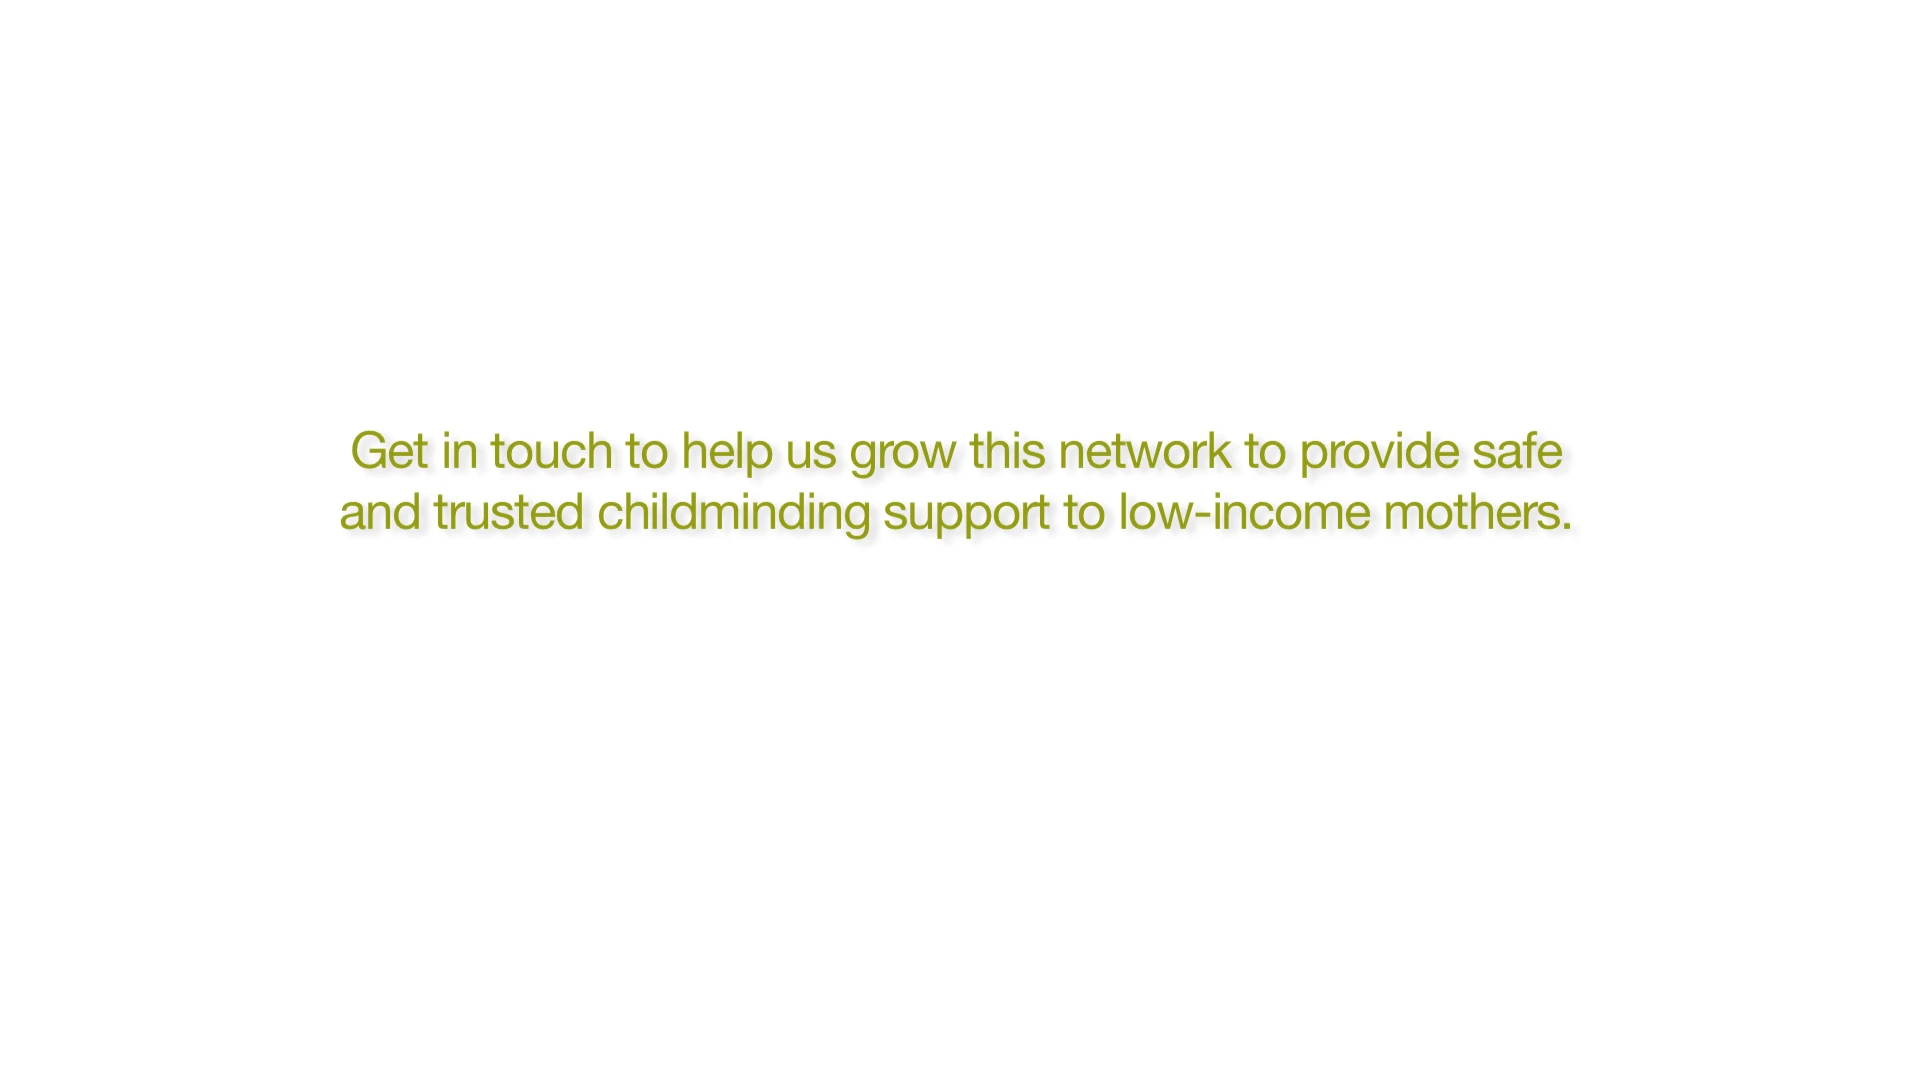 Get in touch to help us grow this network to provide safe
and trusted childminding support to low-income mothers.